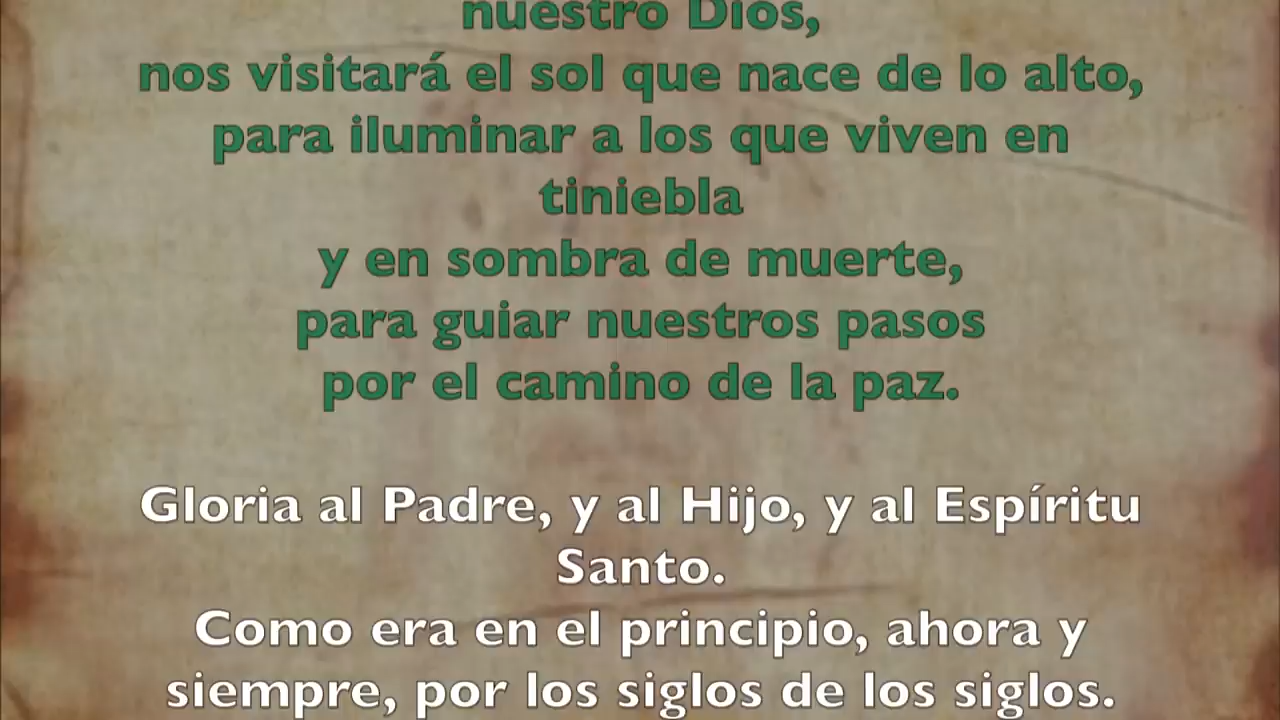 nuestro Dios,
nos visitará el sol que nace de lo alto,
para iluminar a los que viven en
tiniebla
y en sombra de muerte,
para guiar nuestros pasos
por el camino de la paz.
Gloria al Padre, y al Hijo, y al Espíritu
Santo.
Como era en el principio, ahora y
siempre, por los siglos de los siglos.